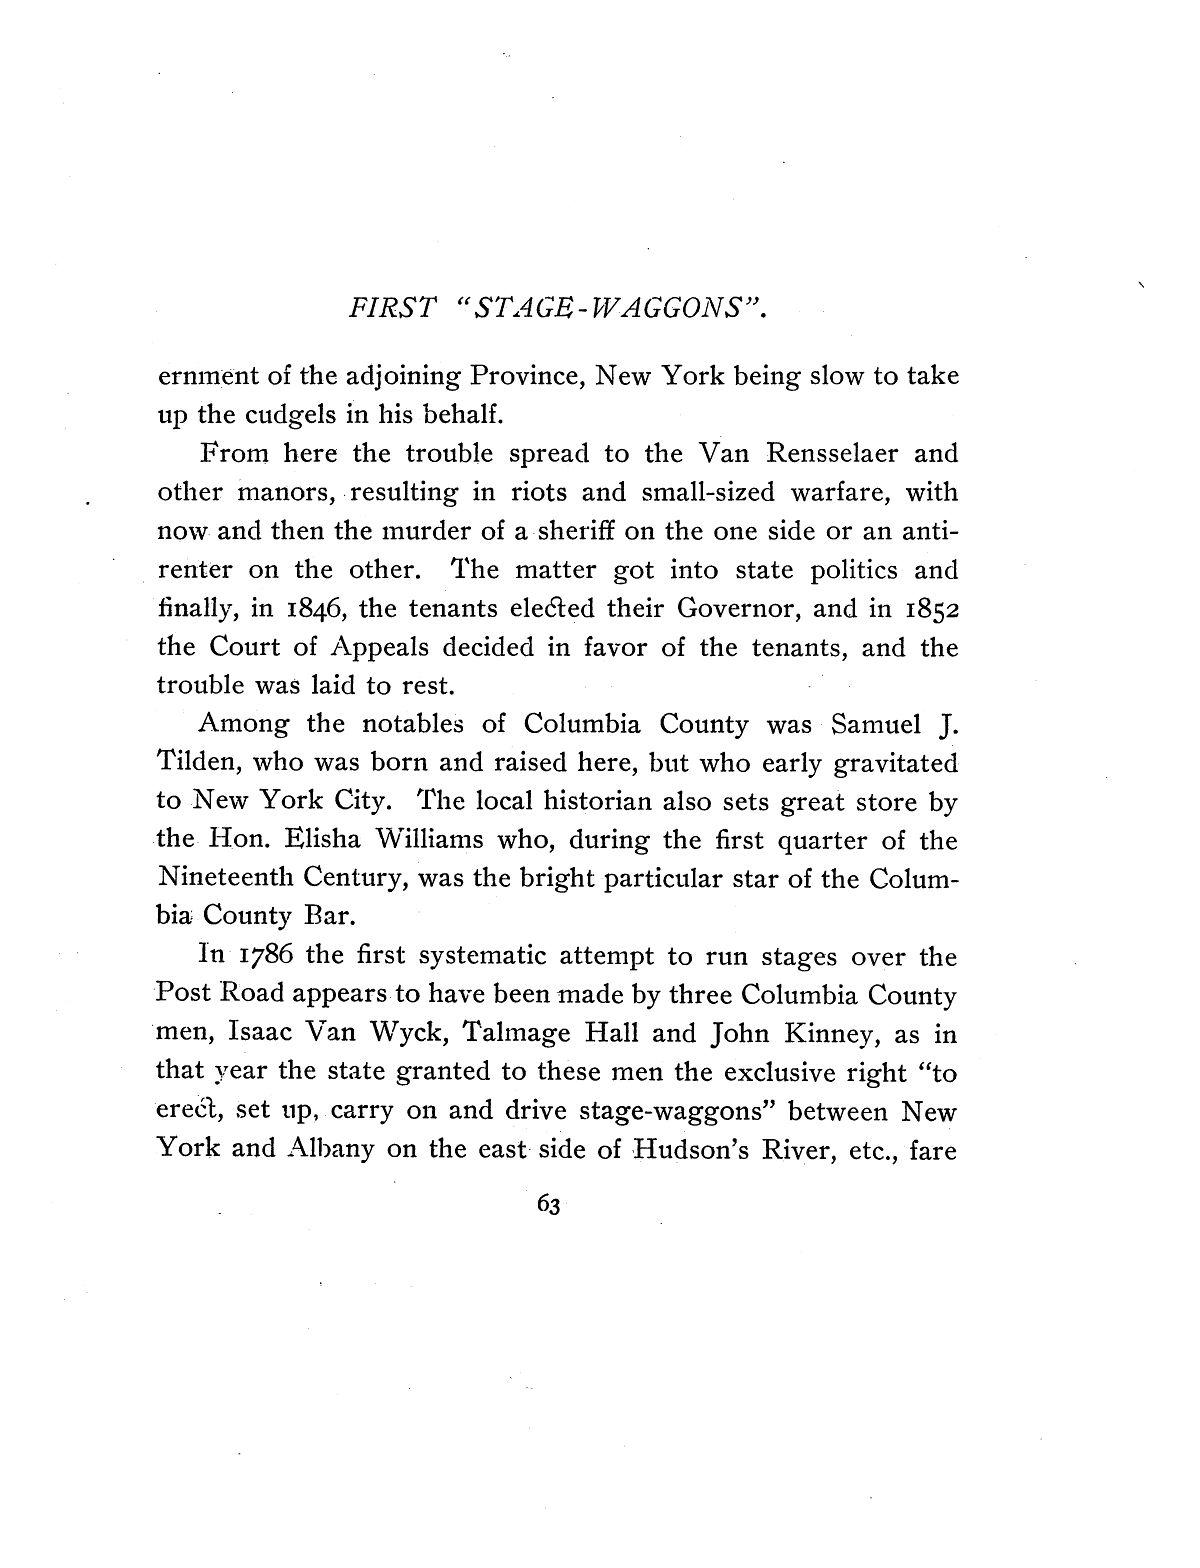 FIRST "STAGE-WAGGONS".
ernment of the adjoining Province, New York being slow to take
up the cudgels in his behalf.
From here the trouble spread to the Van Rensselaer and
other manors, resulting in riots and small-sized warfare, with
now and then the murder of a sheriff on the one side or an anti-
renter on the other. The matter got into state politics and
finally, in 1846, the tenants elected their Governor, and in 1852
the Court of Appeals decided in favor of the tenants, and the
trouble was laid to rest.
Among the notables of Columbia County was Samuel J.
Tilden, who was born and raised here, but who early gravitated
to New York City. The local historian also sets great store by
the Hon. Elisha Williams who, during the first quarter of the
Nineteenth Century, was the bright particular star of the Colum-
bia County Bar.
In 1786 the first systematic attempt to run stages over the
Post Road appears to have been made by three Columbia County
men, Isaac Van Wyck, Talmage Hall and John Kinney, as in
that year the state granted to these men the exclusive right "to
erect, set up, carry on and drive stage-waggons" between New
York and Albany on the east side of Hudson's River, etc., fare
63